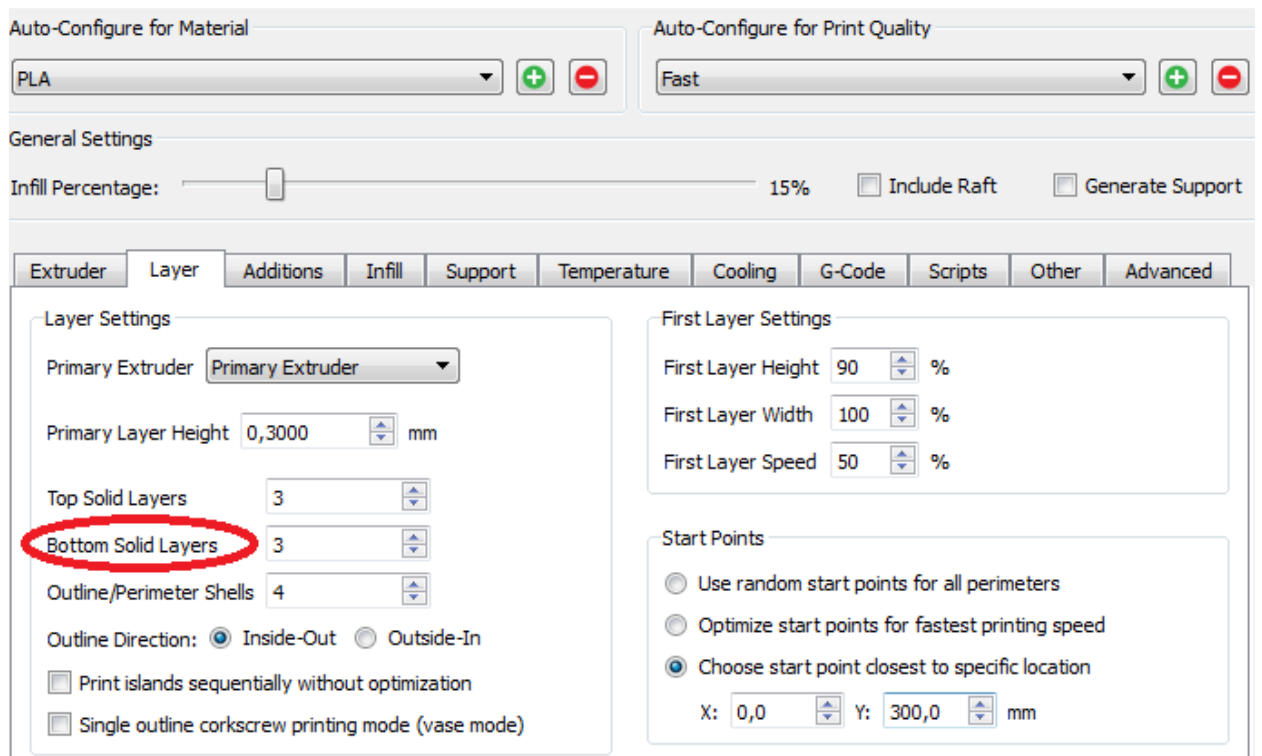 Auto-Configure for Material
Auto-Configure for Print Quality
PLA
Fast
General Settings
Infill Percentage: 15% Include Raft Generate Support
Extruder Layer Additions Infill Support Temperature Cooling G-Code Scripts Other Advanced
Layer Settings
Primary Extruder Primary Extruder
Primary Layer Height 0,3000 mm
Top Solid Layers 3
Bottom Solid Layers 3
Outline/Perimeter Shells 4
Outline Direction: Inside-Out Outside-In
Print islands sequentially without optimization
Single outline corkscrew printing mode (vase mode)
First Layer Settings
First Layer Height 90 %
First Layer Width 100 %
First Layer Speed 50 %
Start Points
Use random start points for all perimeters
Optimize start points for fastest printing speed
Choose start point closest to specific location
X: 0,0 Y: 300,0 mm